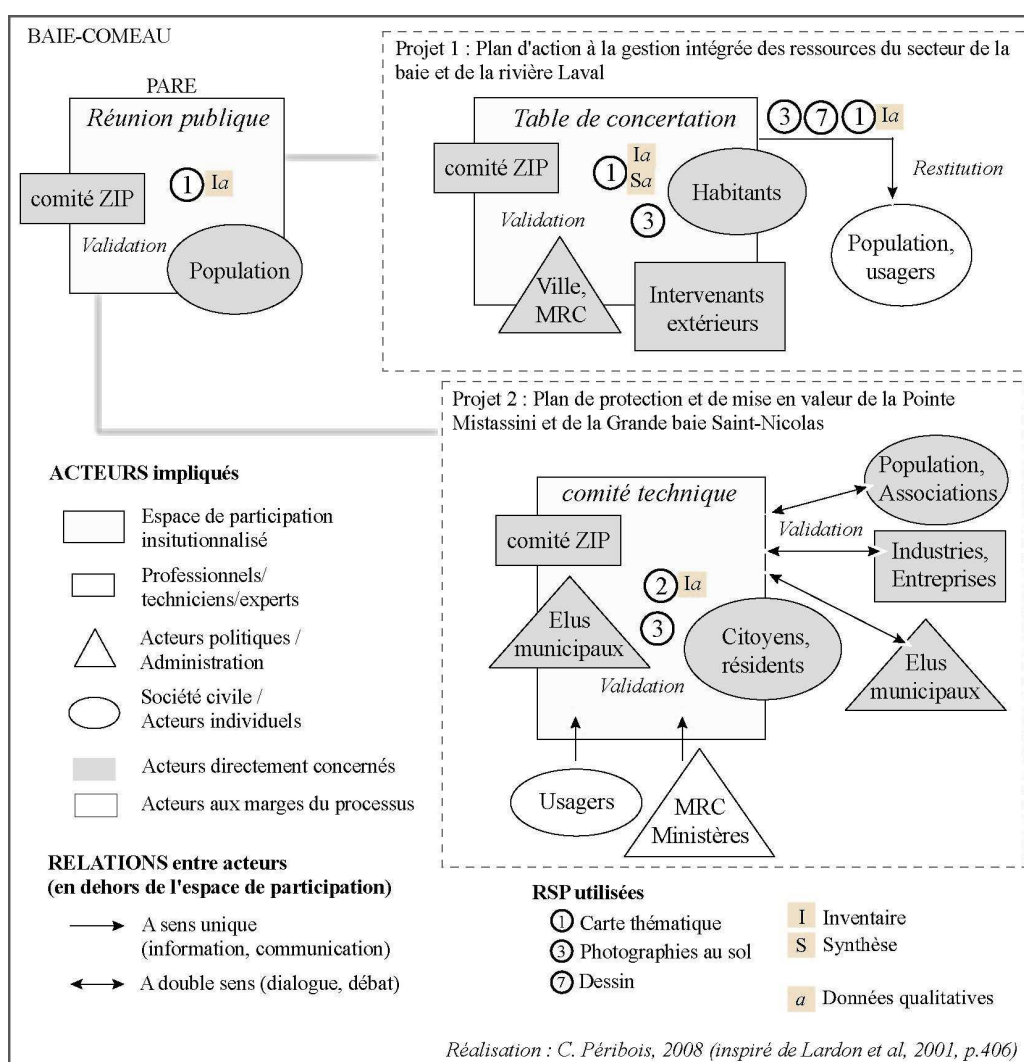 BAIE-COMEAU
PARE
Réunion publique
comité ZIP
1 Ia
Validation
Population
Projet 1 : Plan d'action à la gestion intégrée des ressources du secteur de la
baie et de la rivière Laval
Table de concertation
comité ZIP
1 Ia
Sa
3
Validation
Habitants
Ville,
MRC
Intervenants
extérieurs
3 7 1 Ia
Restitution
Population,
usagers
Projet 2 : Plan de protection et de mise en valeur de la Pointe
Mistassini et de la Grande baie Saint-Nicolas
comité technique
comité ZIP
2 Ia
3
Elus
municipaux
Citoyens,
résidents
Validation
Population,
Associations
Validation
Industries,
Entreprises
Elus
municipaux
Usagers
MRC
Ministères
ACTEURS impliqués
Espace de participation
insitutionnalisé
Professionnels/
techniciens/experts
Acteurs politiques /
Administration
Société civile /
Acteurs individuels
Acteurs directement concernés
Acteurs aux marges du processus
RELATIONS entre acteurs
(en dehors de l'espace de participation)
A sens unique
(information, communication)
A double sens (dialogue, débat)
RSP utilisées
1 Carte thématique
3 Photographies au sol
7 Dessin
I Inventaire
S Synthèse
a Données qualitatives
Réalisation : C. Péribois, 2008 (inspiré de Lardon et al, 2001, p.406)